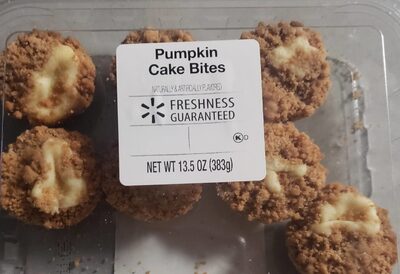 Pumpkin
Cake Bites
NATURALLY & ARTIFICIALLY FLAVORED
FRESHNESS
GUARANTEED
K D
NET WT 13.5 OZ (383g)